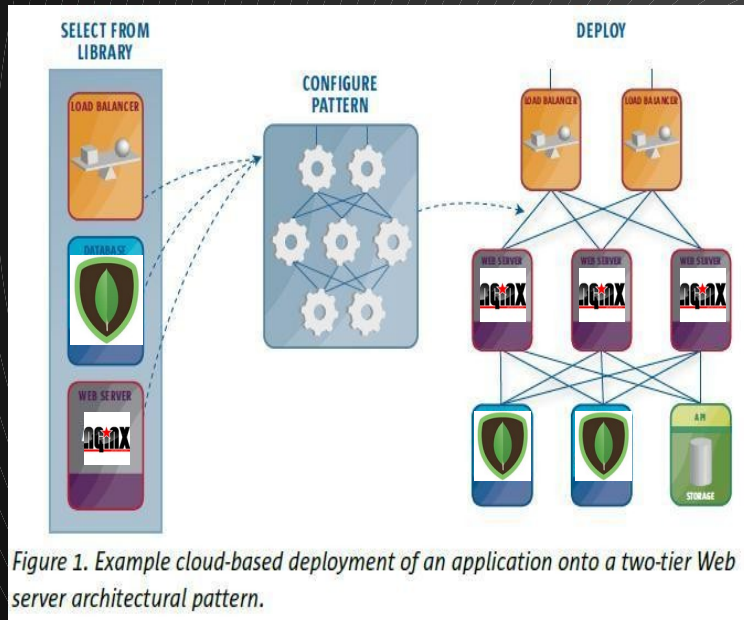 SELECT FROM
LIBRARY
LOAD BALANCER
DATABASE
WEB SERVER
NGINX
CONFIGURE
PATTERN
DEPLOY
LOAD BALANCER
LOAD BALANCER
WEB SERVER
WEB SERVER
WEB SERVER
NGINX
NGINX
NGINX
STORAGE
Figure 1. Example cloud-based deployment of an application onto a two-tier Web
server architectural pattern.